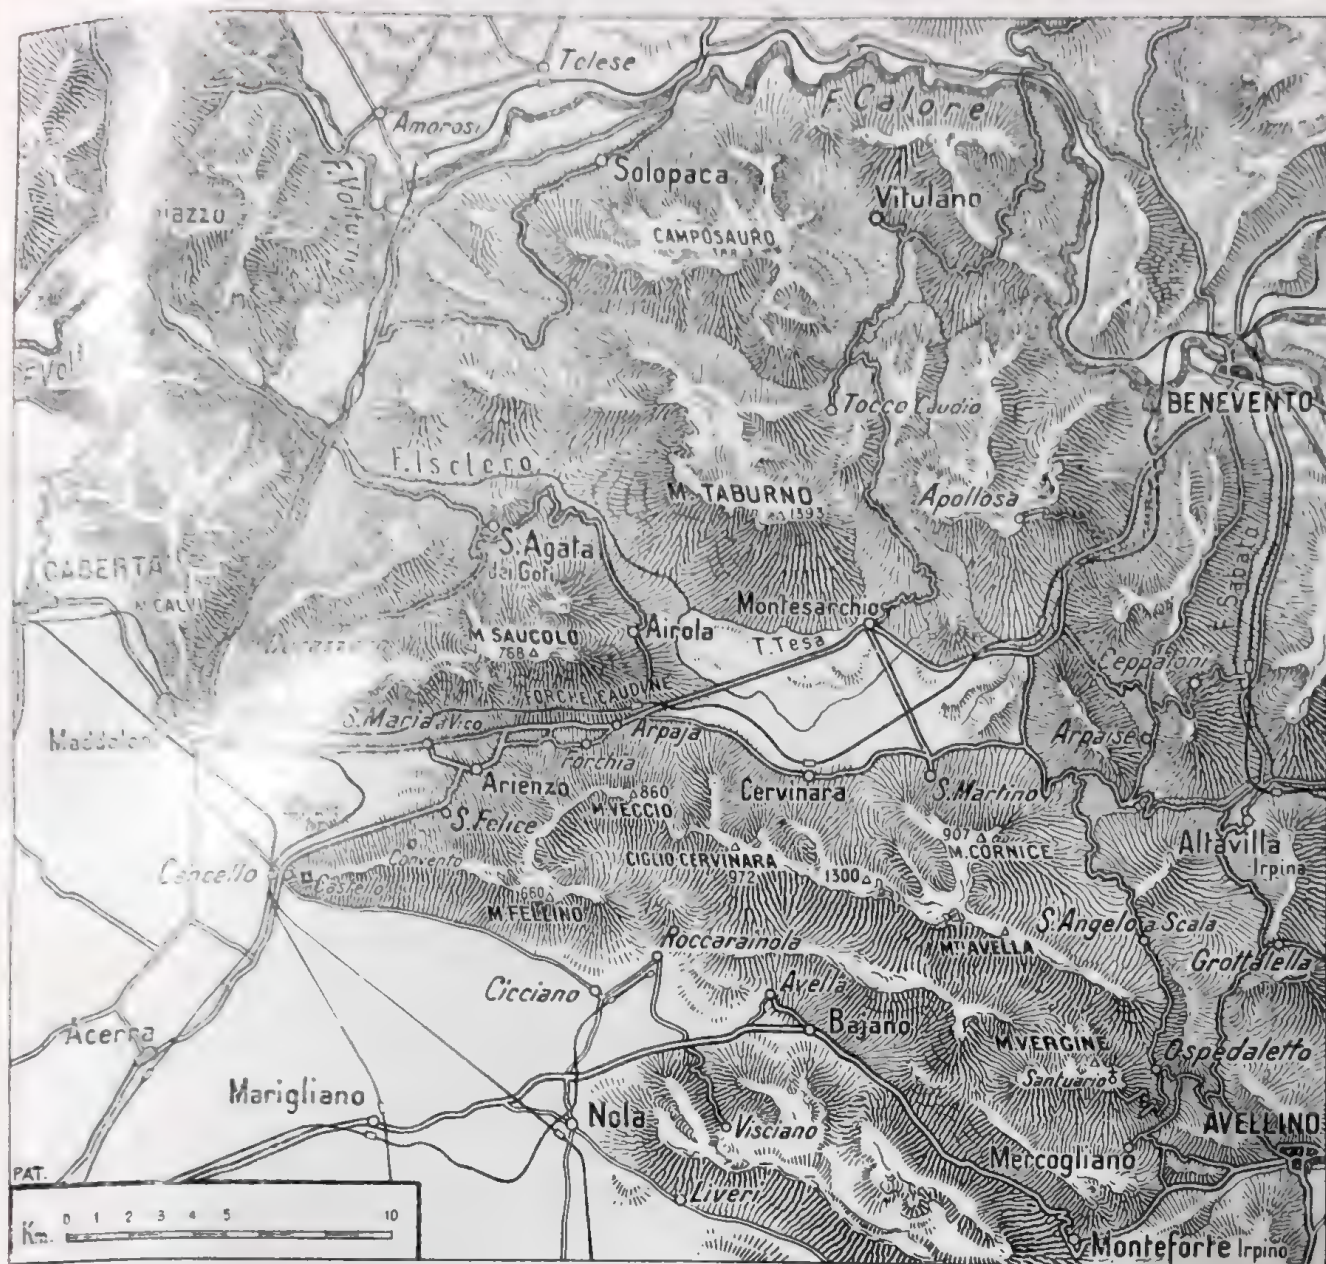 Telese
Amorosi
F. Calore
Solopaca
F. Volturno
Vitulano
CAMPOSAURO
BENEVENTO
Tocco Caudio
F. Isclero
M. TABURNO
1393
Apollosa
S. Agata
dei Goti
F. Sabato
CASERTA
M. CALVI
Montesarchio
M. SAUCOLO
768
Airola
T. Tesa
Ceppaloni
FORCHE CAUDINE
S. Maria a Vico
Arpaja
Arpaise
Forchia
Arienzo
860
M. VECCIO
Cervinara
S. Martino
S. Felice
907
M. CORNICE
Altavilla
Irpina
Convento
CIGLIO CERVINARA
972
1300
Cancello
Castello
660
M. FELLINO
S. Angelo a Scala
Mti AVELLA
Roccarainola
Grottolella
Cicciano
Avella
Bajano
Acerra
M. VERGINE
Ospedaletto
Santuario
Marigliano
Nola
Visciano
AVELLINO
Mercogliano
PAT.
Liveri
Km. 0 1 2 3 4 5 10
Monteforte Irpino